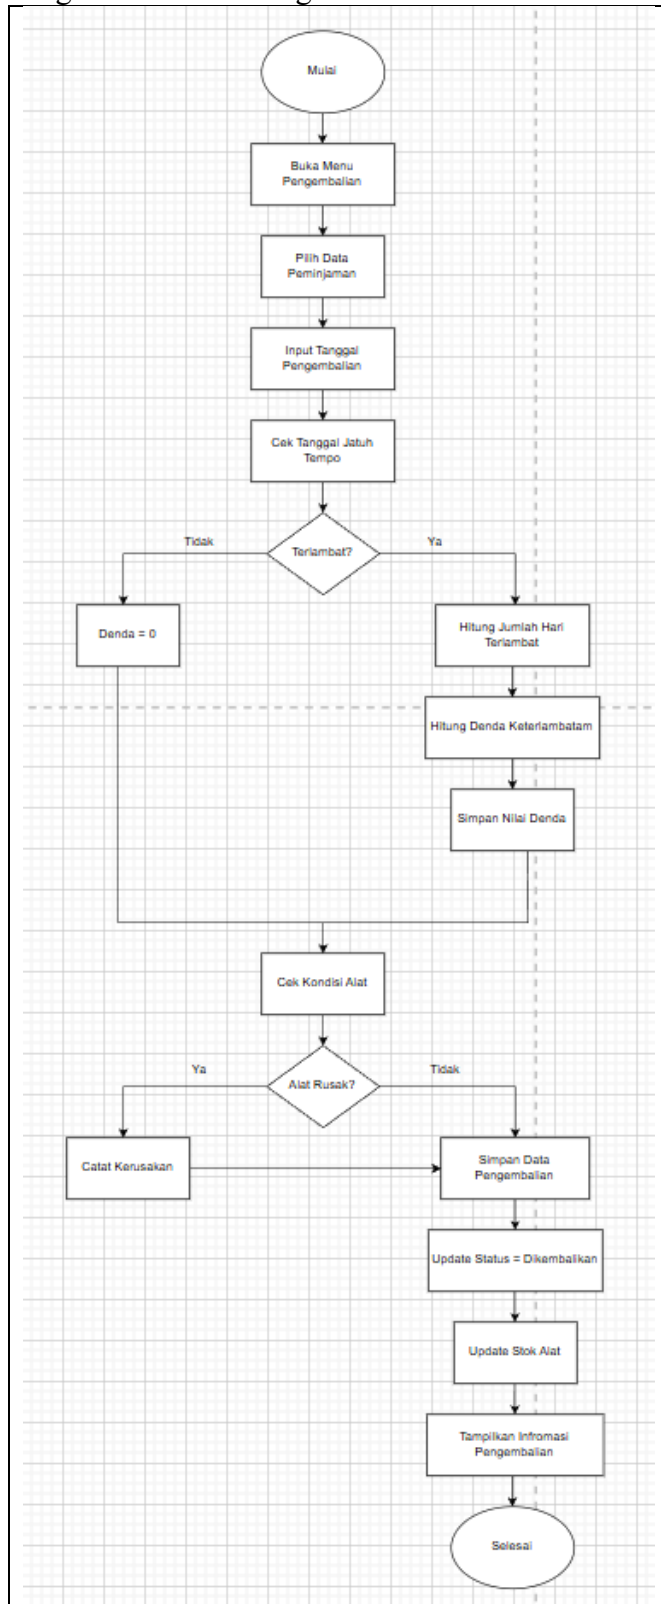 Mulai
Buka Menu
Pengembalian
Pilih Data
Peminjaman
Input Tanggal
Pengembalian
Cek Tanggal Jatuh
Tempo
Terlambat?
Tidak
Ya
Denda = 0
Hitung Jumlah Hari
Terlambat
Hitung Denda Keterlambatam
Simpan Nilai Denda
Cek Kondisi Alat
Alat Rusak?
Ya
Tidak
Catat Kerusakan
Simpan Data
Pengembalian
Update Status = Dikembalikan
Update Stok Alat
Tampilkan Infromasi
Pengembalian
Selesai